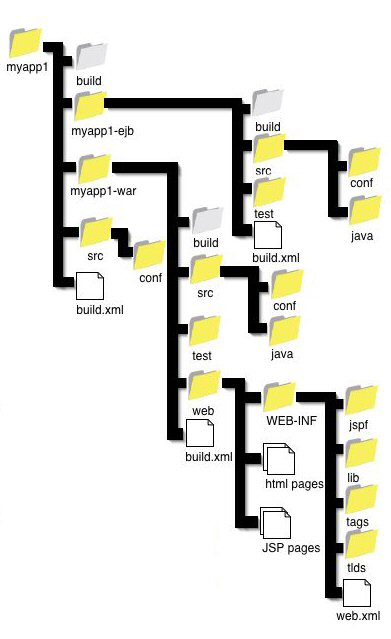 myapp1
build
myapp1-ejb
build
src
conf
test
java
build.xml
myapp1-war
build
src
conf
build.xml
src
conf
test
java
web
build.xml
WEB-INF
jspf
html pages
lib
tags
JSP pages
tlds
web.xml